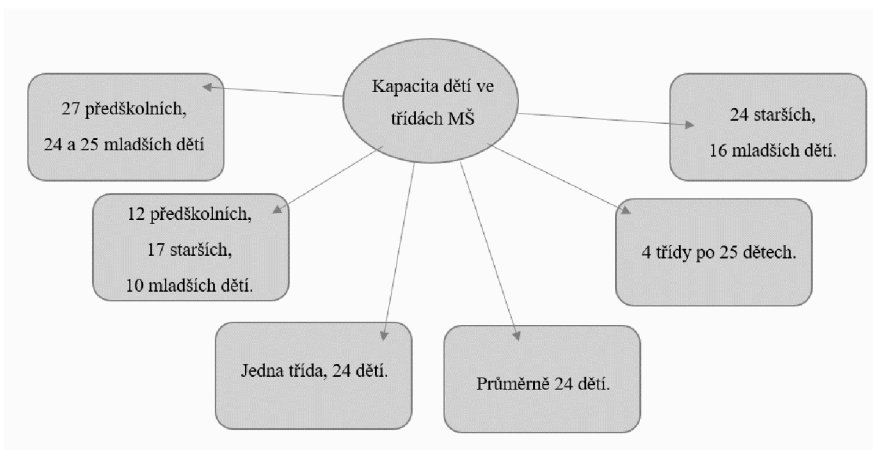 Kapacita dětí ve
třídách MŠ
27 předškolních,
24 a 25 mladších dětí
24 starších,
16 mladších dětí.
12 předškolních,
17 starších,
10 mladších dětí.
4 třídy po 25 dětech.
Jedna třída, 24 dětí.
Průměrně 24 dětí.